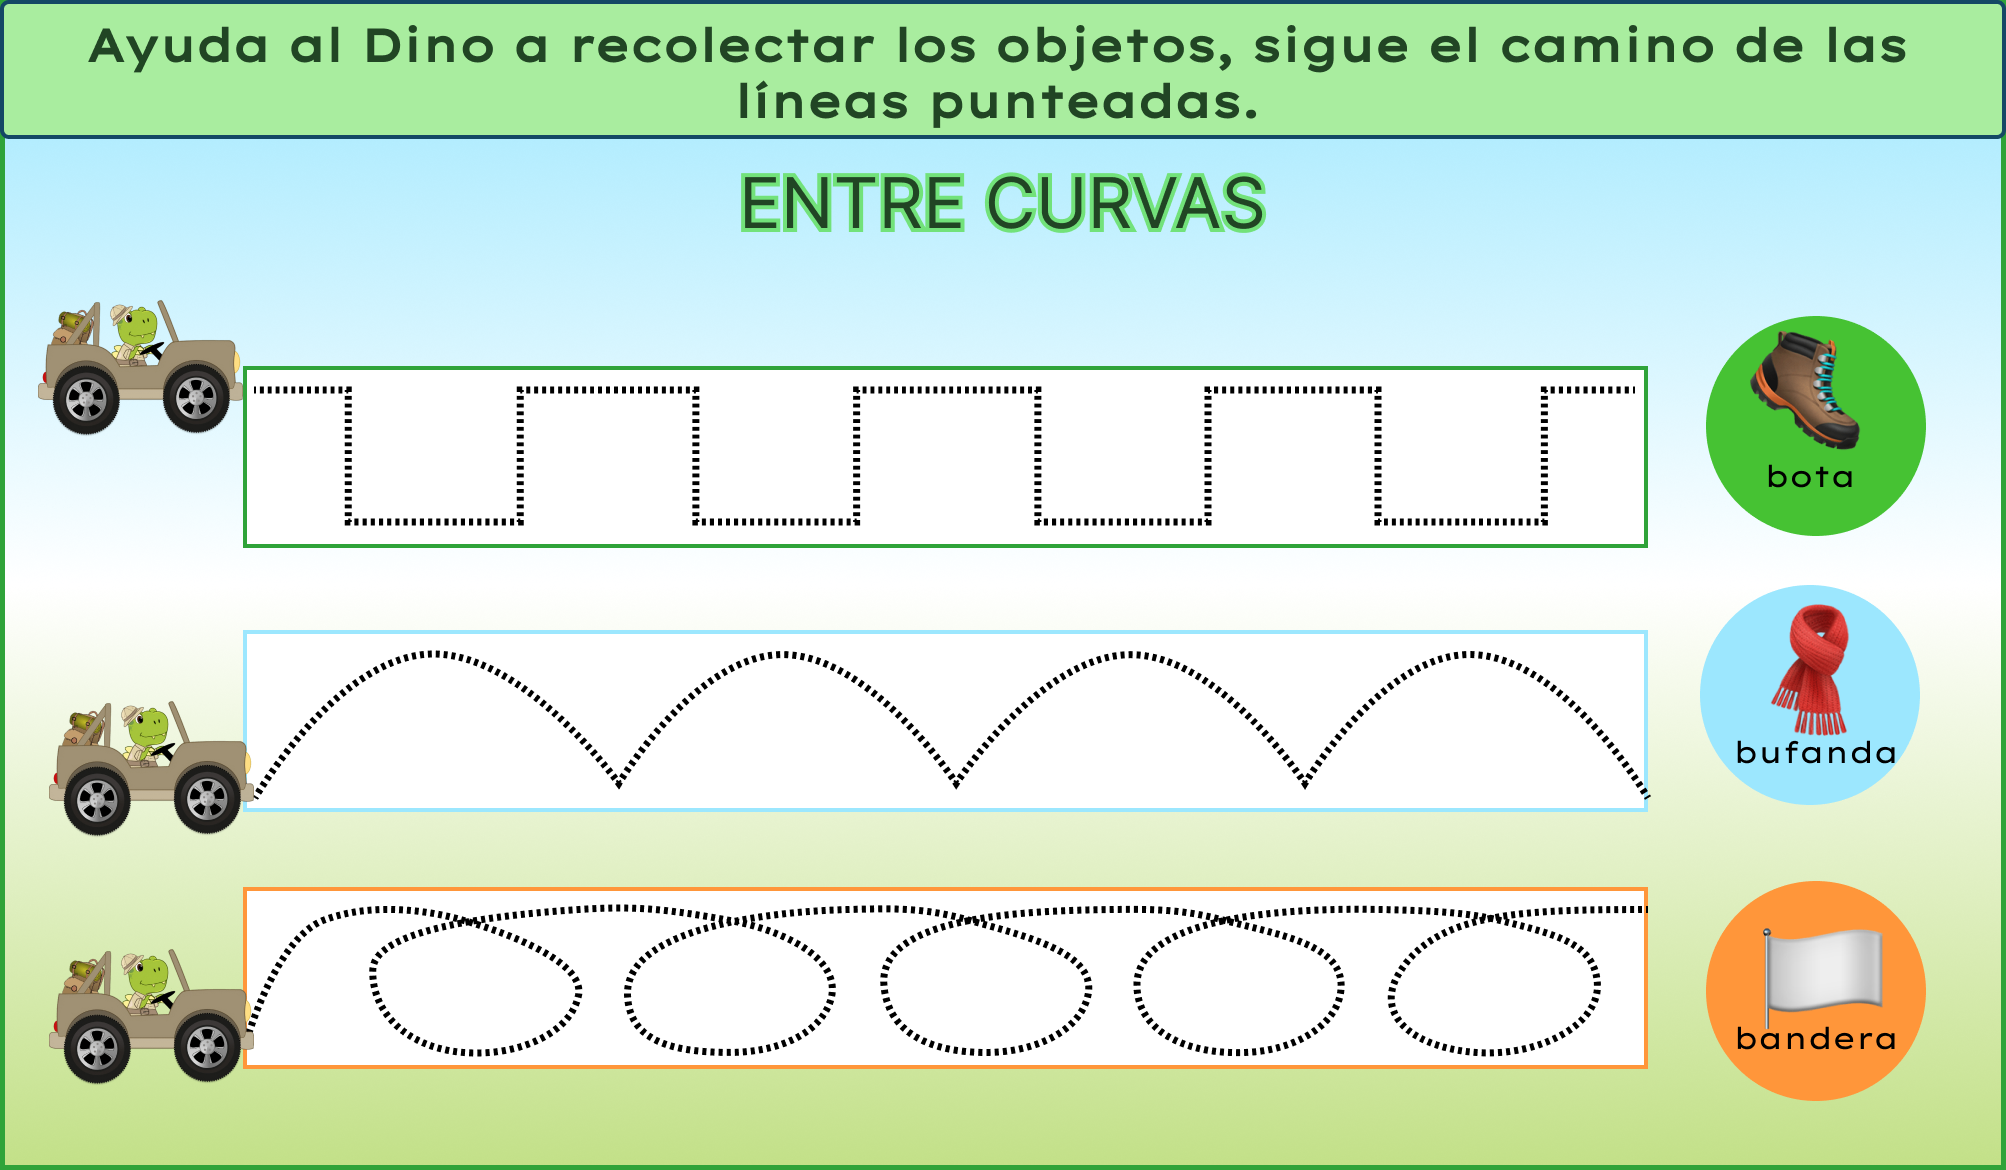 Ayuda al Dino a recolectar los objetos, sigue el camino de las
líneas punteadas.
ENTRE CURVAS
bota
bufanda
bandera